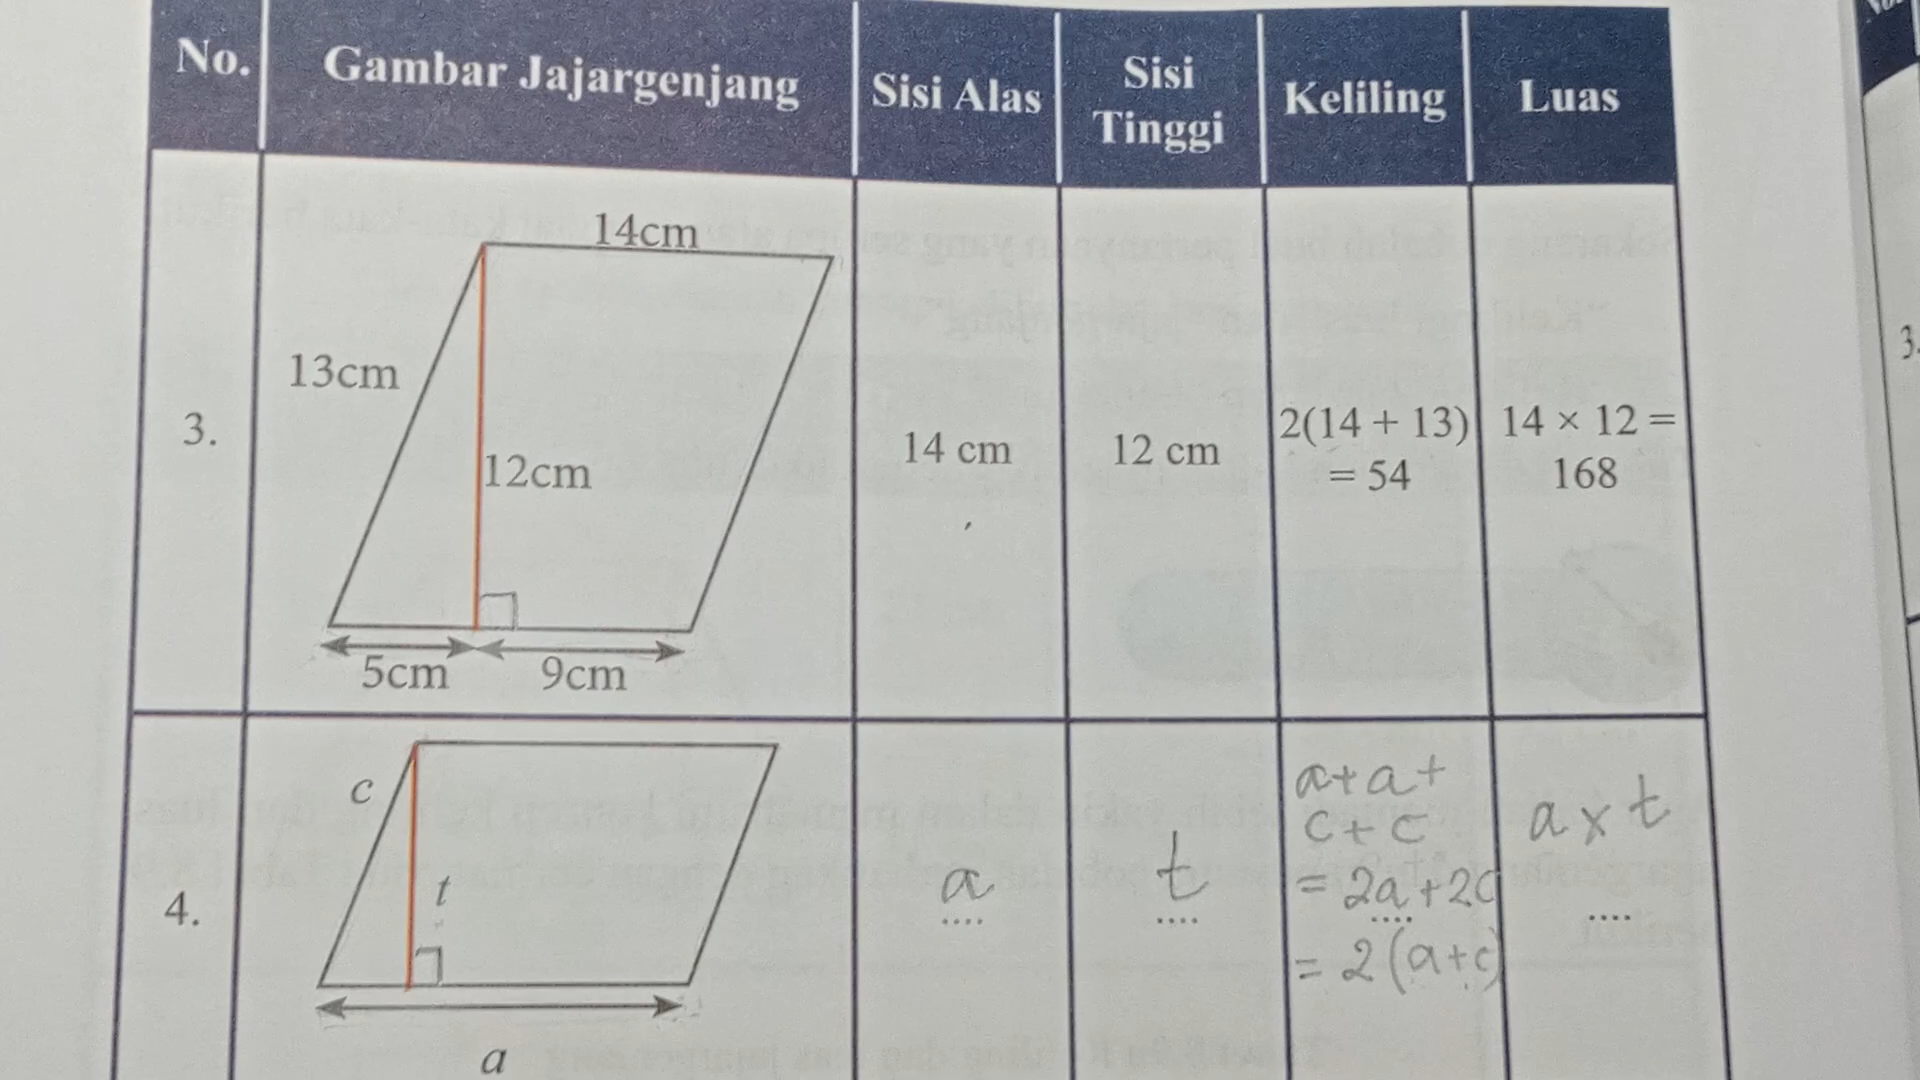 No.
Gambar Jajargenjang
Sisi Alas
Sisi
Tinggi
Keliling
Luas
3.
14cm
13cm
12cm
5cm
9cm
14 cm
12 cm
2(14 + 13)
= 54
14 × 12 =
168
4.
c
t
a
a
....
t
....
a+a+
c+c
= 2a+2c
....
= 2(a+c)
a x t
....
3.